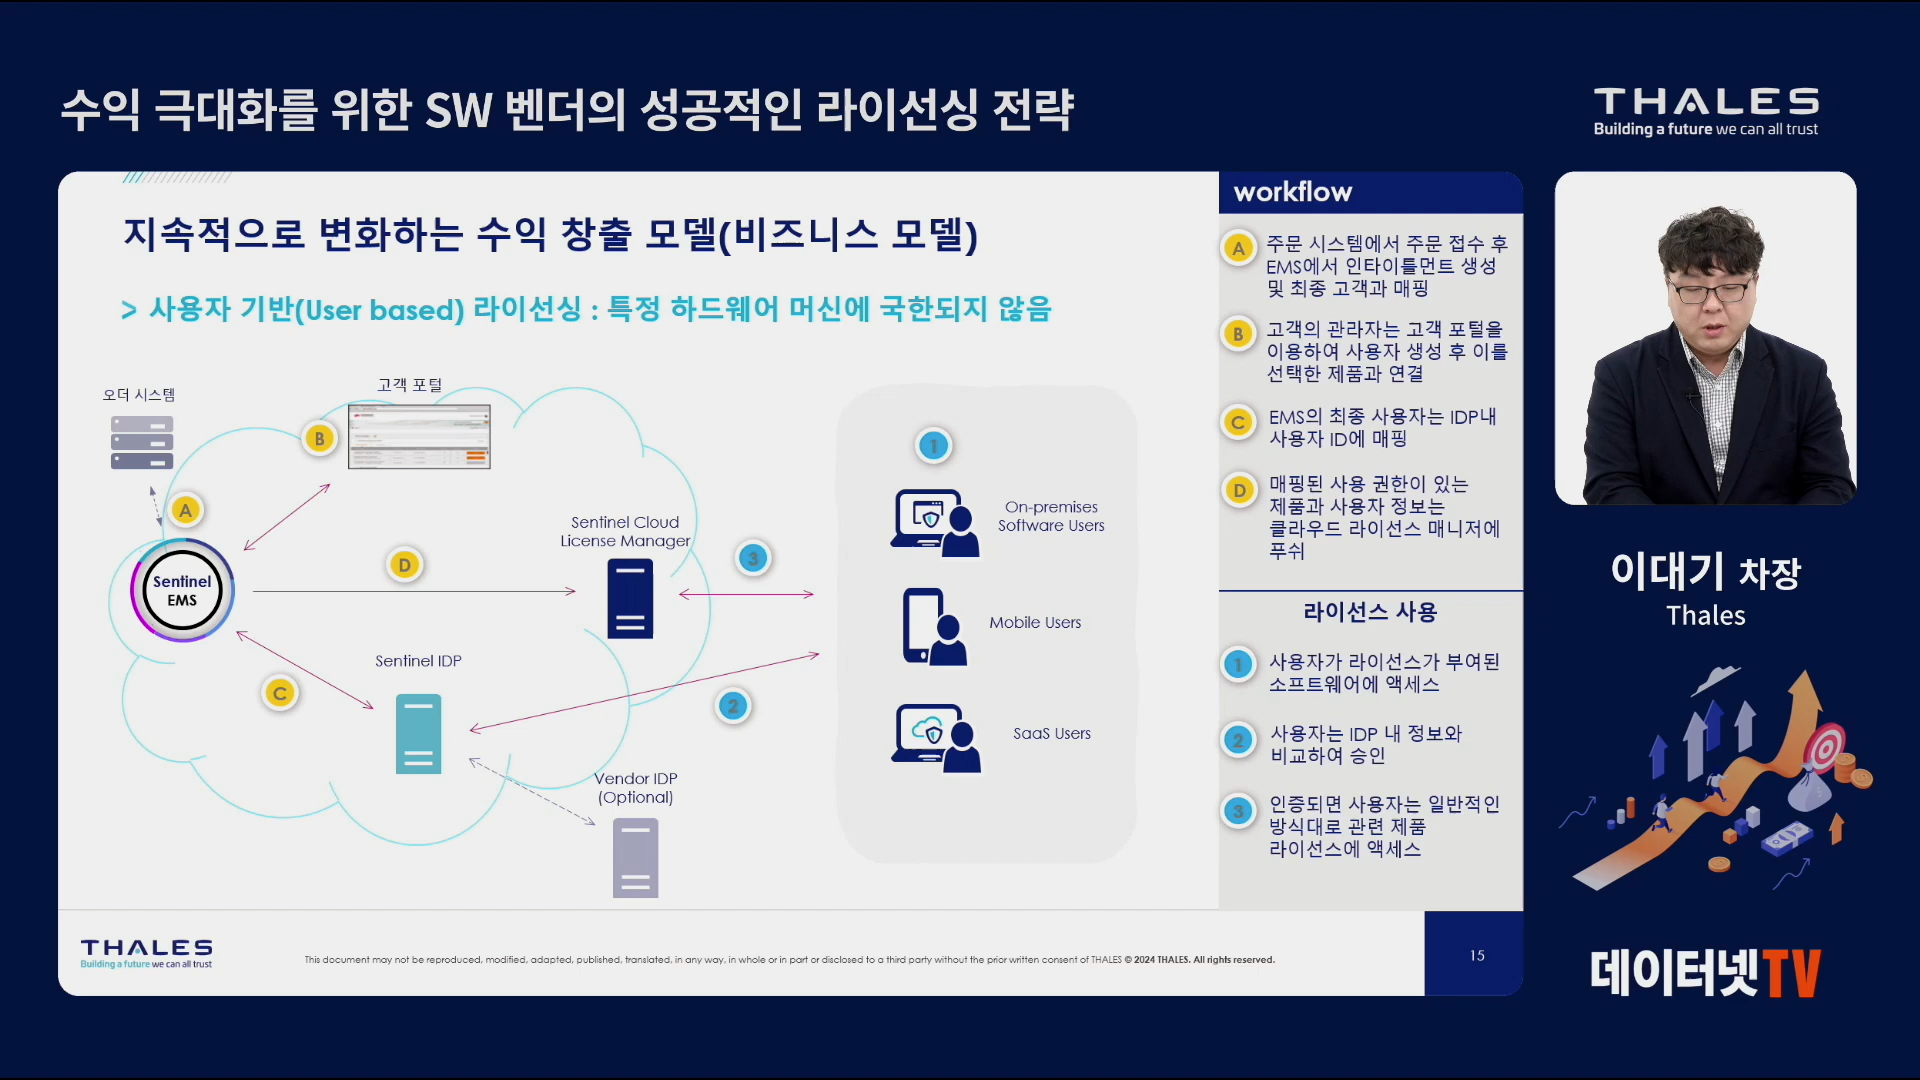 수익 극대화를 위한 SW 벤더의 성공적인 라이선싱 전략
THALES
Building a future we can all trust
지속적으로 변화하는 수익 창출 모델(비즈니스 모델)
> 사용자 기반(User based) 라이선싱 : 특정 하드웨어 머신에 국한되지 않음
오더 시스템
고객 포털
B
A
Sentinel
EMS
D
Sentinel Cloud
License Manager
3
C
Sentinel IDP
2
Vendor IDP
(Optional)
1
On-premises
Software Users
Mobile Users
SaaS Users
workflow
A
주문 시스템에서 주문 접수 후
EMS에서 인타이틀먼트 생성
및 최종 고객과 매핑
B
고객의 관라자는 고객 포털을
이용하여 사용자 생성 후 이를
선택한 제품과 연결
C
EMS의 최종 사용자는 IDP내
사용자 ID에 매핑
D
매핑된 사용 권한이 있는
제품과 사용자 정보는
클라우드 라이선스 매니저에
푸쉬
라이선스 사용
1
사용자가 라이선스가 부여된
소프트웨어에 액세스
2
사용자는 IDP 내 정보와
비교하여 승인
3
인증되면 사용자는 일반적인
방식대로 관련 제품
라이선스에 액세스
THALES
Building a future we can all trust
This document may not be reproduced, modified, adapted, published, translated, in any way, in whole or in part or disclosed to a third party without the prior written consent of THALES © 2024 THALES. All rights reserved.
15
이대기 차장
Thales
데이터넷TV